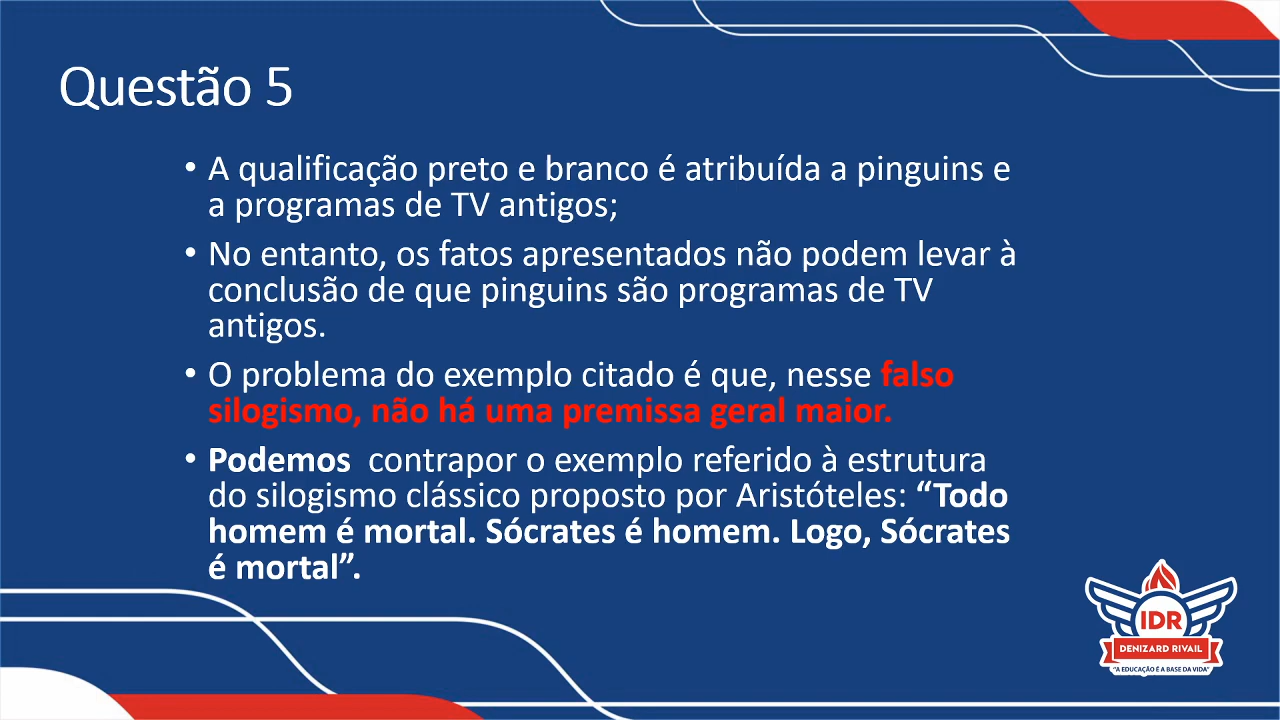 Questão 5
• A qualificação preto e branco é atribuída a pinguins e
a programas de TV antigos;
• No entanto, os fatos apresentados não podem levar à
conclusão de que pinguins são programas de TV
antigos.
• O problema do exemplo citado é que, nesse falso
silogismo, não há uma premissa geral maior.
• Podemos  contrapor o exemplo referido à estrutura
do silogismo clássico proposto por Aristóteles: “Todo
homem é mortal. Sócrates é homem. Logo, Sócrates
é mortal”.
IDR
DENIZARD RIVAIL
"A EDUCAÇÃO É A BASE DA VIDA"